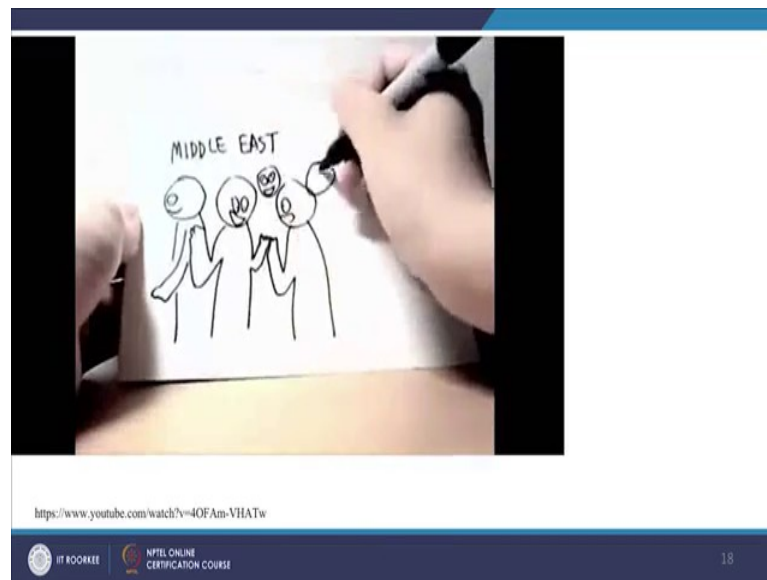 MIDDLE EAST
https://www.youtube.com/watch?v=4OFAm-VHATw
IIT ROORKEE
NPTEL ONLINE
CERTIFICATION COURSE
18